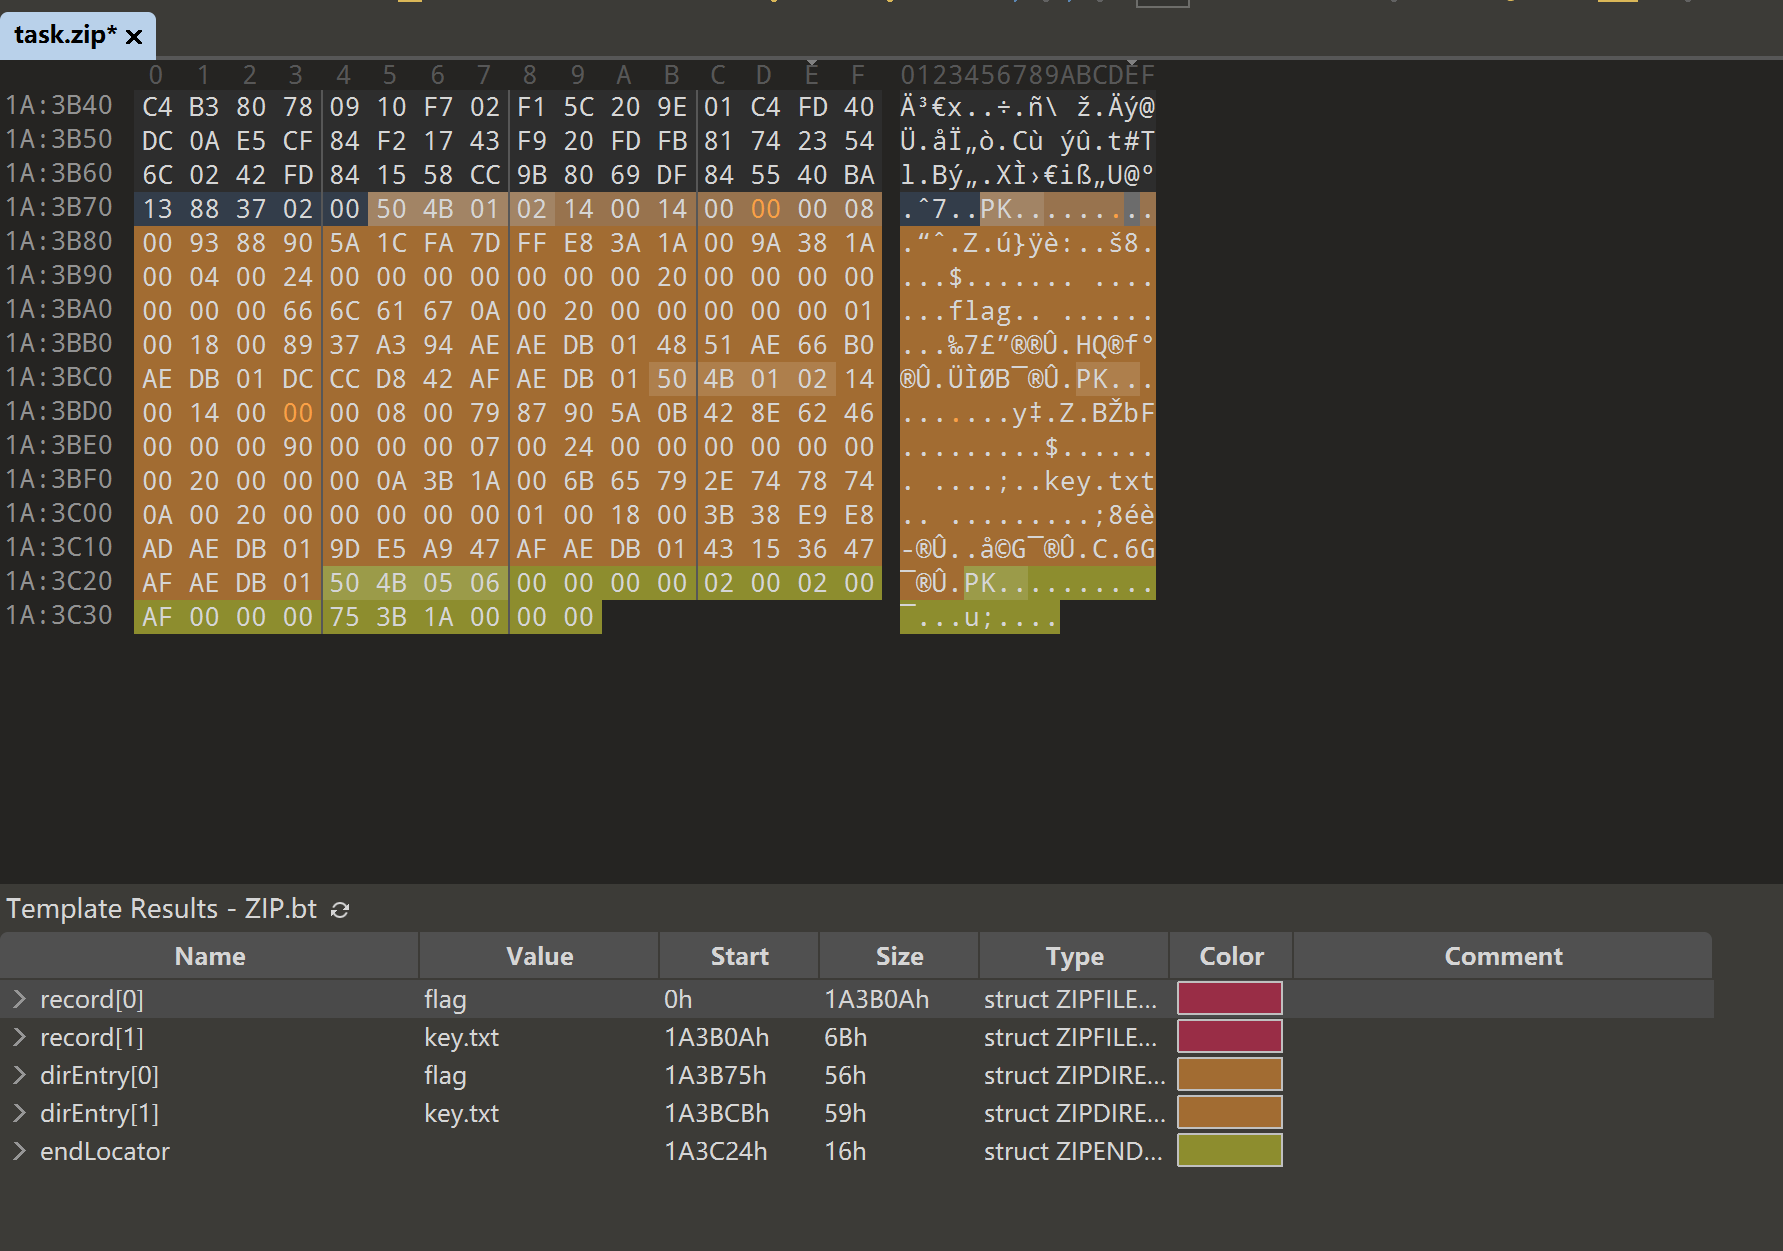 task.zip* ×
0 1 2 3 4 5 6 7 8 9 A B C D E F 0123456789ABCDEF
1A:3B40 C4 B3 80 78 09 10 F7 02 F1 5C 20 9E 01 C4 FD 40 Ä³€x..÷.ñ\ ž.Äý@
1A:3B50 DC 0A E5 CF 84 F2 17 43 F9 20 FD FB 81 74 23 54 Ü.åÏ„ò.Cù ýû.t#T
1A:3B60 6C 02 42 FD 84 15 58 CC 9B 80 69 DF 84 55 40 BA l.Bý„.XÌ›€iß„U@º
1A:3B70 13 88 37 02 00 50 4B 01 02 14 00 14 00 00 00 08 .ˆ7..PK.........
1A:3B80 00 93 88 90 5A 1C FA 7D FF E8 3A 1A 00 9A 38 1A .“ˆ.Z.ú}ÿè:..š8.
1A:3B90 00 04 00 24 00 00 00 00 00 00 00 20 00 00 00 00 ...$....... ....
1A:3BA0 00 00 00 66 6C 61 67 0A 00 20 00 00 00 00 00 01 ...flag.. ......
1A:3BB0 00 18 00 89 37 A3 94 AE AE DB 01 48 51 AE 66 B0 ...‰7£”®®Û.HQ®f°
1A:3BC0 AE DB 01 DC CC D8 42 AF AE DB 01 50 4B 01 02 14 ®Û.ÜÌØB¯®Û.PK...
1A:3BD0 00 14 00 00 00 08 00 79 87 90 5A 0B 42 8E 62 46 .......y‡.Z.BŽbF
1A:3BE0 00 00 00 90 00 00 00 07 00 24 00 00 00 00 00 00 .........$......
1A:3BF0 00 20 00 00 00 0A 3B 1A 00 6B 65 79 2E 74 78 74 . ....;..key.txt
1A:3C00 0A 00 20 00 00 00 00 00 01 00 18 00 3B 38 E9 E8 .. .........;8éè
1A:3C10 AD AE DB 01 9D E5 A9 47 AF AE DB 01 43 15 36 47 -®Û..å©G¯®Û.C.6G
1A:3C20 AF AE DB 01 50 4B 05 06 00 00 00 00 02 00 02 00 ¯®Û.PK..........
1A:3C30 AF 00 00 00 75 3B 1A 00 00 00 ¯...u;....
Template Results - ZIP.bt
Name Value Start Size Type Color Comment
record[0] flag 0h 1A3B0Ah struct ZIPFILE...
record[1] key.txt 1A3B0Ah 6Bh struct ZIPFILE...
dirEntry[0] flag 1A3B75h 56h struct ZIPDIRE...
dirEntry[1] key.txt 1A3BCBh 59h struct ZIPDIRE...
endLocator 1A3C24h 16h struct ZIPEND...